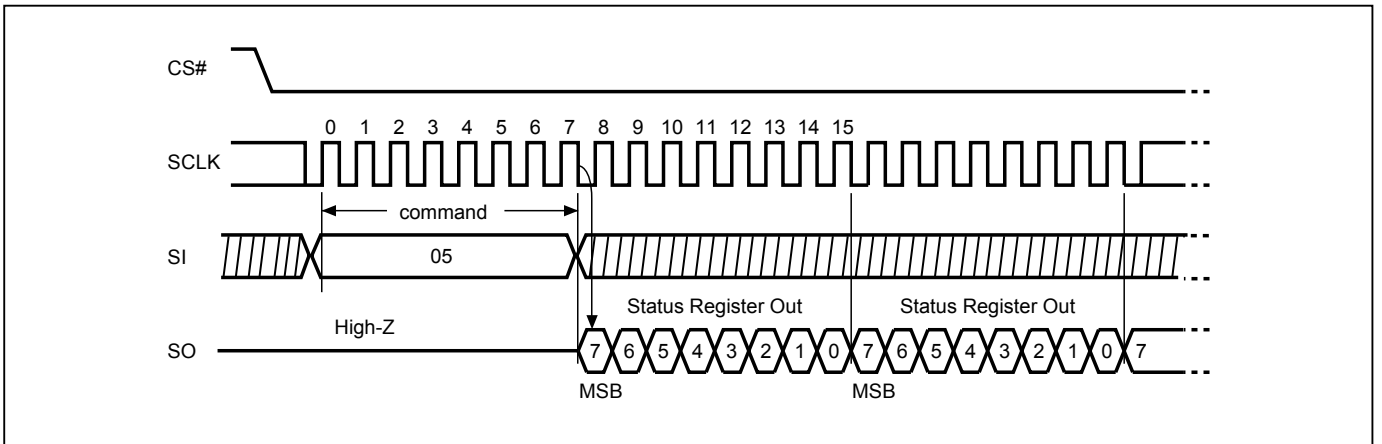 CS#
0 1 2 3 4 5 6 7 8 9 10 11 12 13 14 15
SCLK
command
SI
05
Status Register Out Status Register Out
High-Z
SO
7 6 5 4 3 2 1 0 7 6 5 4 3 2 1 0 7
MSB MSB